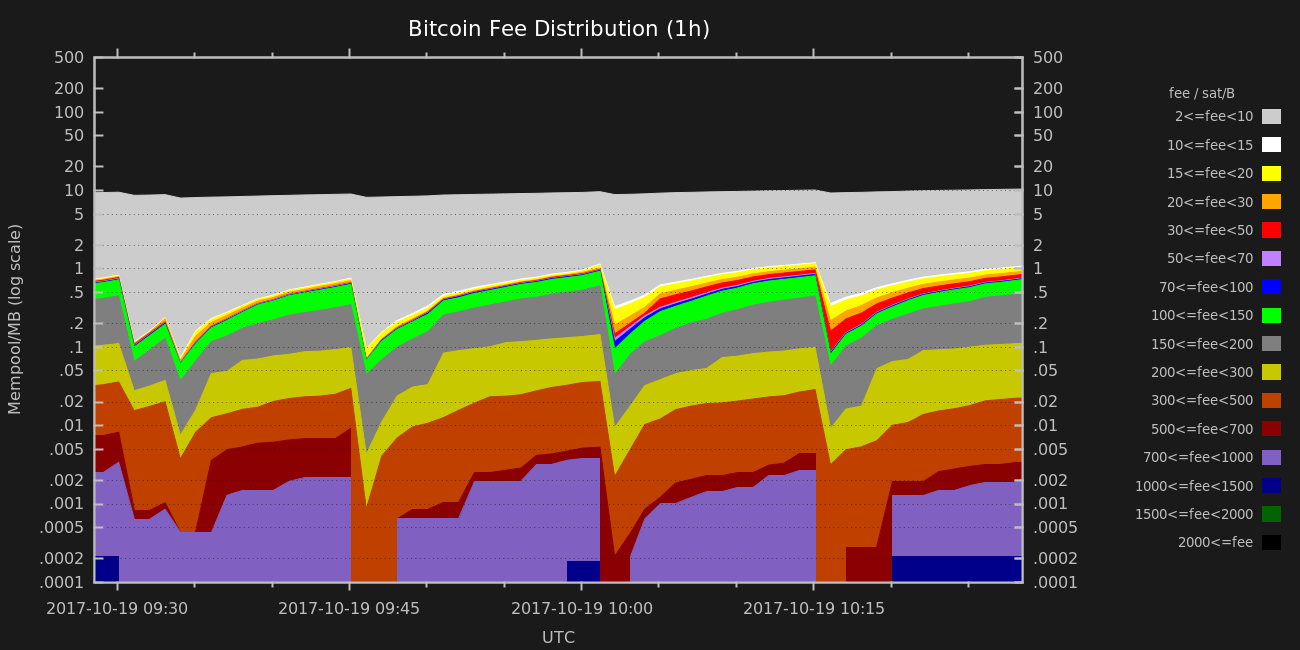 Bitcoin Fee Distribution (1h)
Mempool/MB (log scale)
500
200
100
50
20
10
5
2
1
.5
.2
.1
.05
.02
.01
.005
.002
.001
.0005
.0002
.0001
500
200
100
50
20
10
5
2
1
.5
.2
.1
.05
.02
.01
.005
.002
.001
.0005
.0002
.0001
2017-10-19 09:30
2017-10-19 09:45
2017-10-19 10:00
2017-10-19 10:15
UTC
fee / sat/B
2<=fee<10
10<=fee<15
15<=fee<20
20<=fee<30
30<=fee<50
50<=fee<70
70<=fee<100
100<=fee<150
150<=fee<200
200<=fee<300
300<=fee<500
500<=fee<700
700<=fee<1000
1000<=fee<1500
1500<=fee<2000
2000<=fee